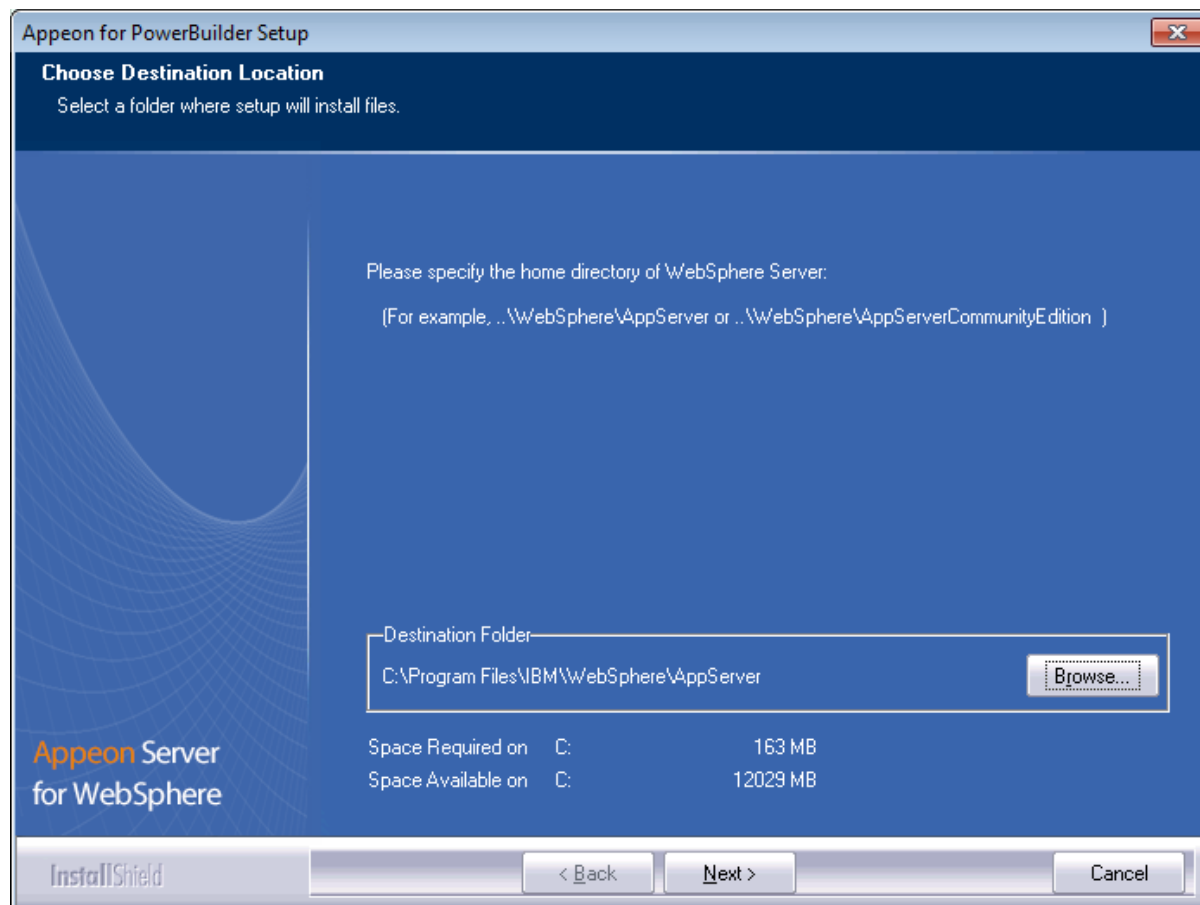 Appeon for PowerBuilder Setup
Choose Destination Location
Select a folder where setup will install files.
Please specify the home directory of WebSphere Server:
(For example, ..\WebSphere\AppServer or ..\WebSphere\AppServerCommunityEdition )
Destination Folder
C:\Program Files\IBM\WebSphere\AppServer
Browse...
Space Required on C: 163 MB
Space Available on C: 12029 MB
Appeon Server
for WebSphere
InstallShield
< Back
Next >
Cancel